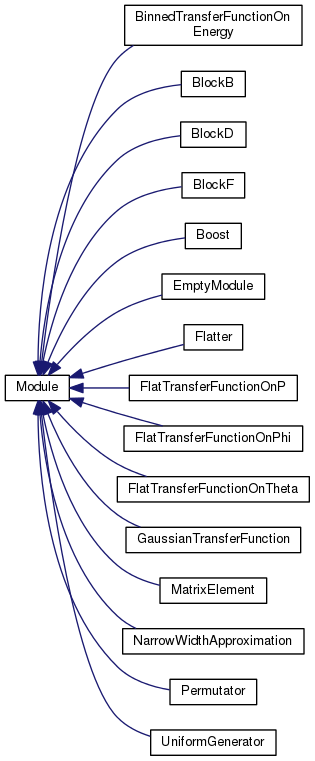 BinnedTransferFunctionOn
Energy
BlockB
BlockD
BlockF
Boost
EmptyModule
Flatter
Module
FlatTransferFunctionOnP
FlatTransferFunctionOnPhi
FlatTransferFunctionOnTheta
GaussianTransferFunction
MatrixElement
NarrowWidthApproximation
Permutator
UniformGenerator